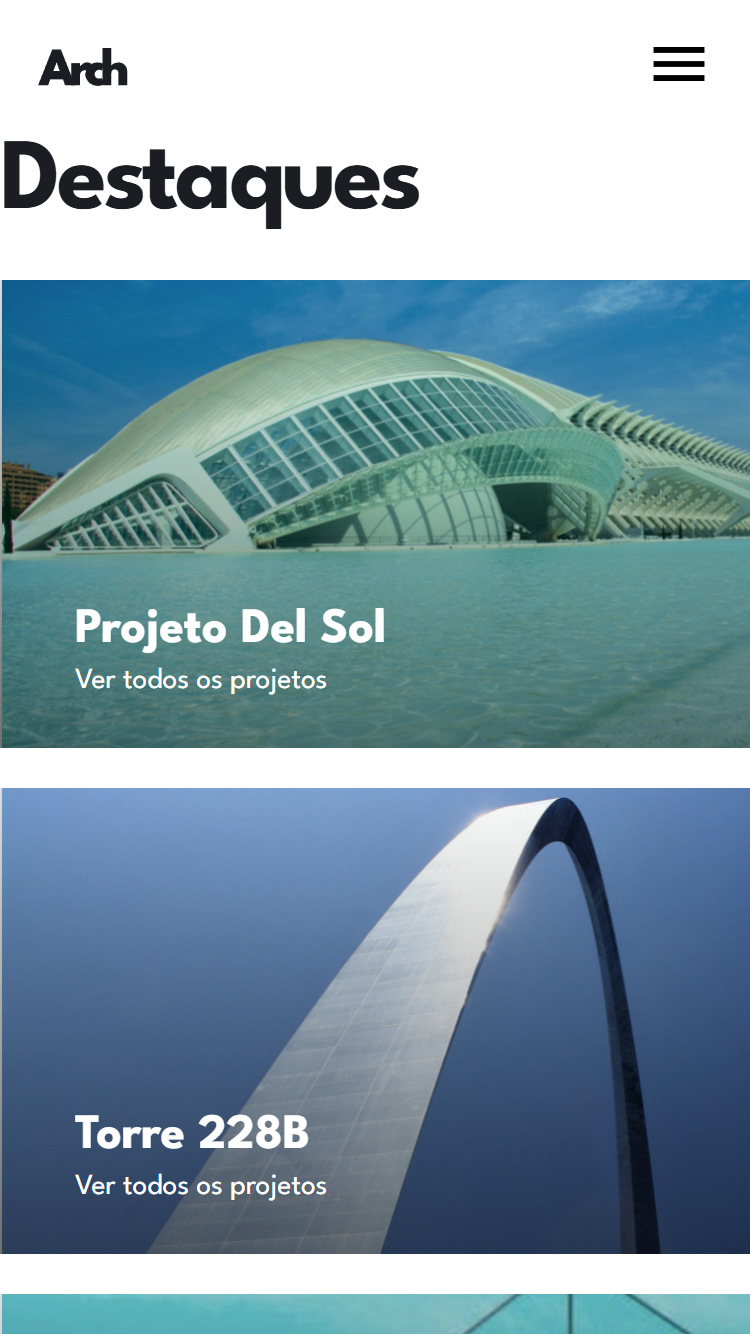 Arch
Destaques
Projeto Del Sol
Ver todos os projetos
Torre 228B
Ver todos os projetos